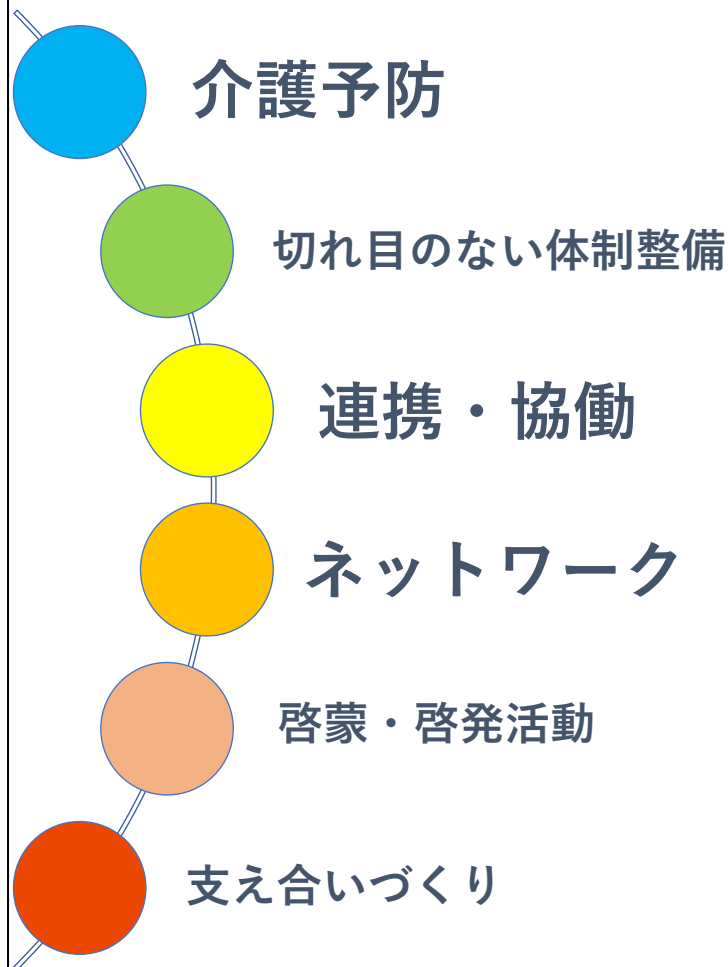 介護予防
切れ目のない体制整備
連携・協働
ネットワーク
啓蒙・啓発活動
支え合いづくり